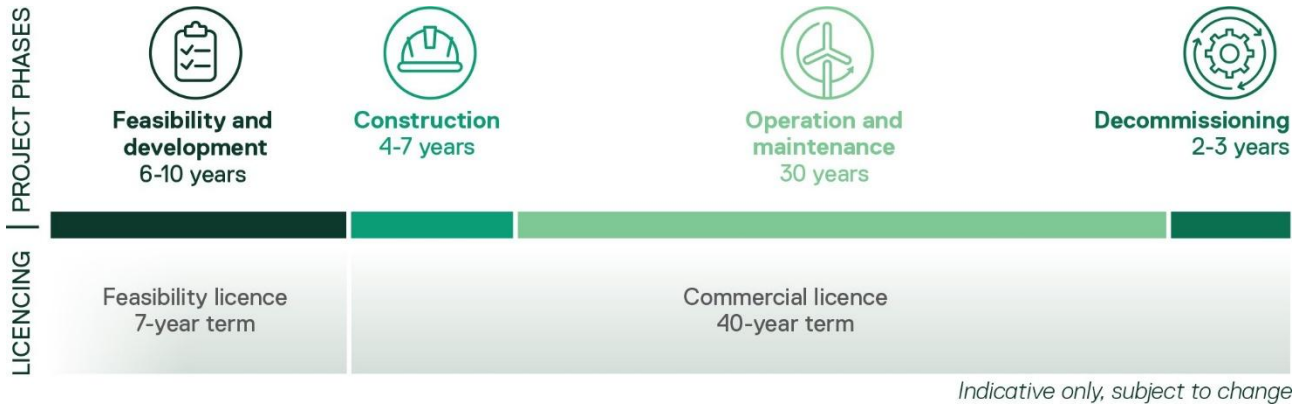 PROJECT PHASES
Feasibility and
development
6-10 years
Construction
4-7 years
Operation and
maintenance
30 years
Decommissioning
2-3 years
LICENCING
Feasibility licence
7-year term
Commercial licence
40-year term
Indicative only, subject to change